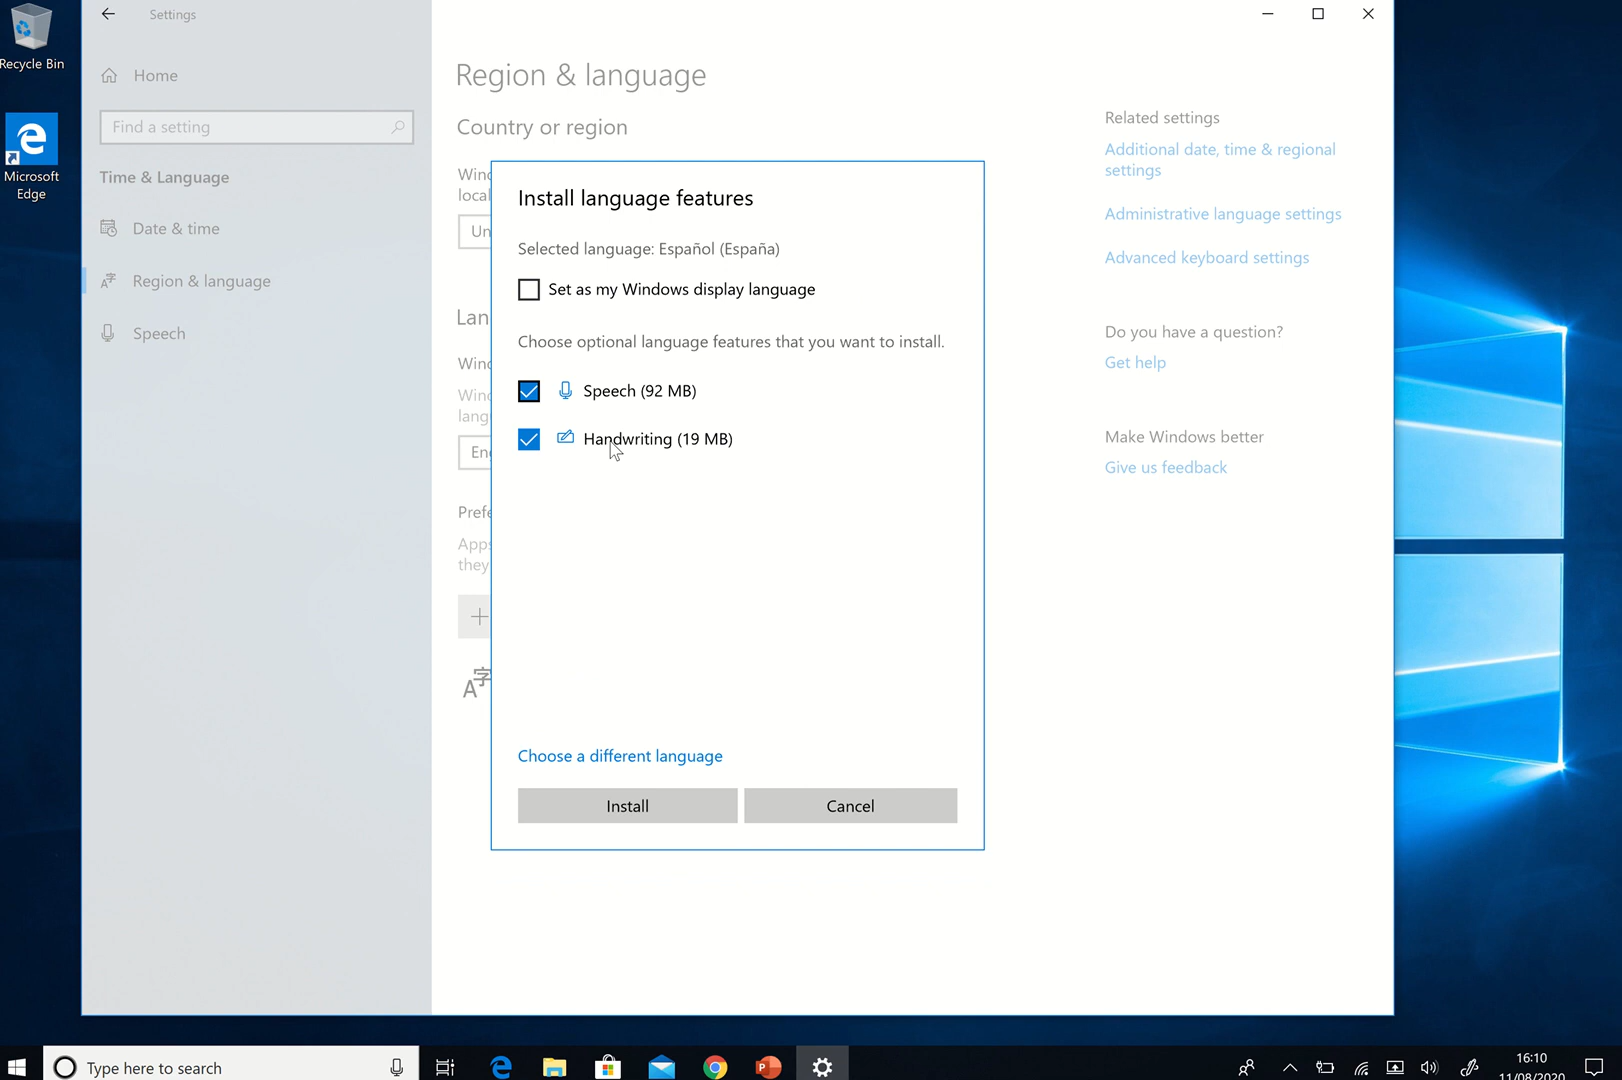 Recycle Bin
Microsoft
Edge
Settings
Home
Find a setting
Time & Language
Date & time
Region & language
Speech
Region & language
Country or region
Install language features
Selected language: Español (España)
Set as my Windows display language
Choose optional language features that you want to install.
Speech (92 MB)
Handwriting (19 MB)
Choose a different language
Install
Cancel
Related settings
Additional date, time & regional
settings
Administrative language settings
Advanced keyboard settings
Do you have a question?
Get help
Make Windows better
Give us feedback
Type here to search
16:10
11/08/2020